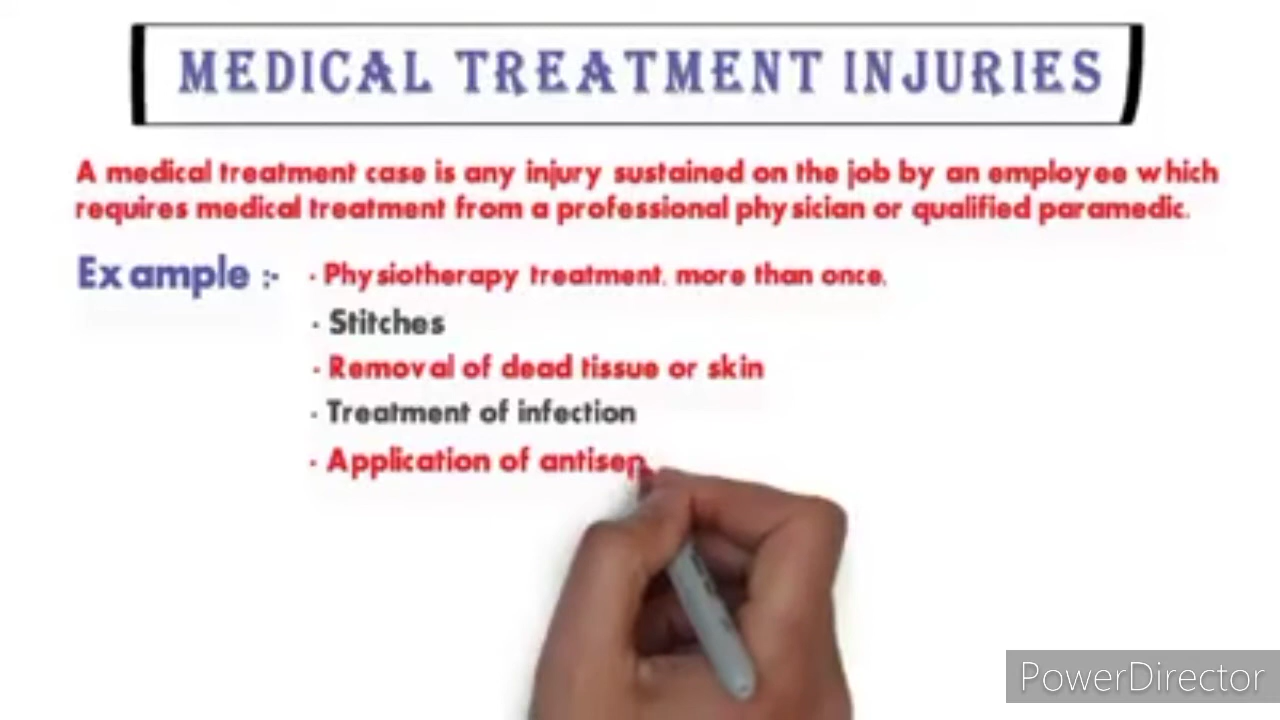 MEDICAL TREATMENT INJURIES
A medical treatment case is any injury sustained on the job by an employee which
requires medical treatment from a professional physician or qualified paramedic.
Example :- · Physiotherapy treatment, more than once,
· Stitches
· Removal of dead tissue or skin
· Treatment of infection
· Application of antisep
PowerDirector